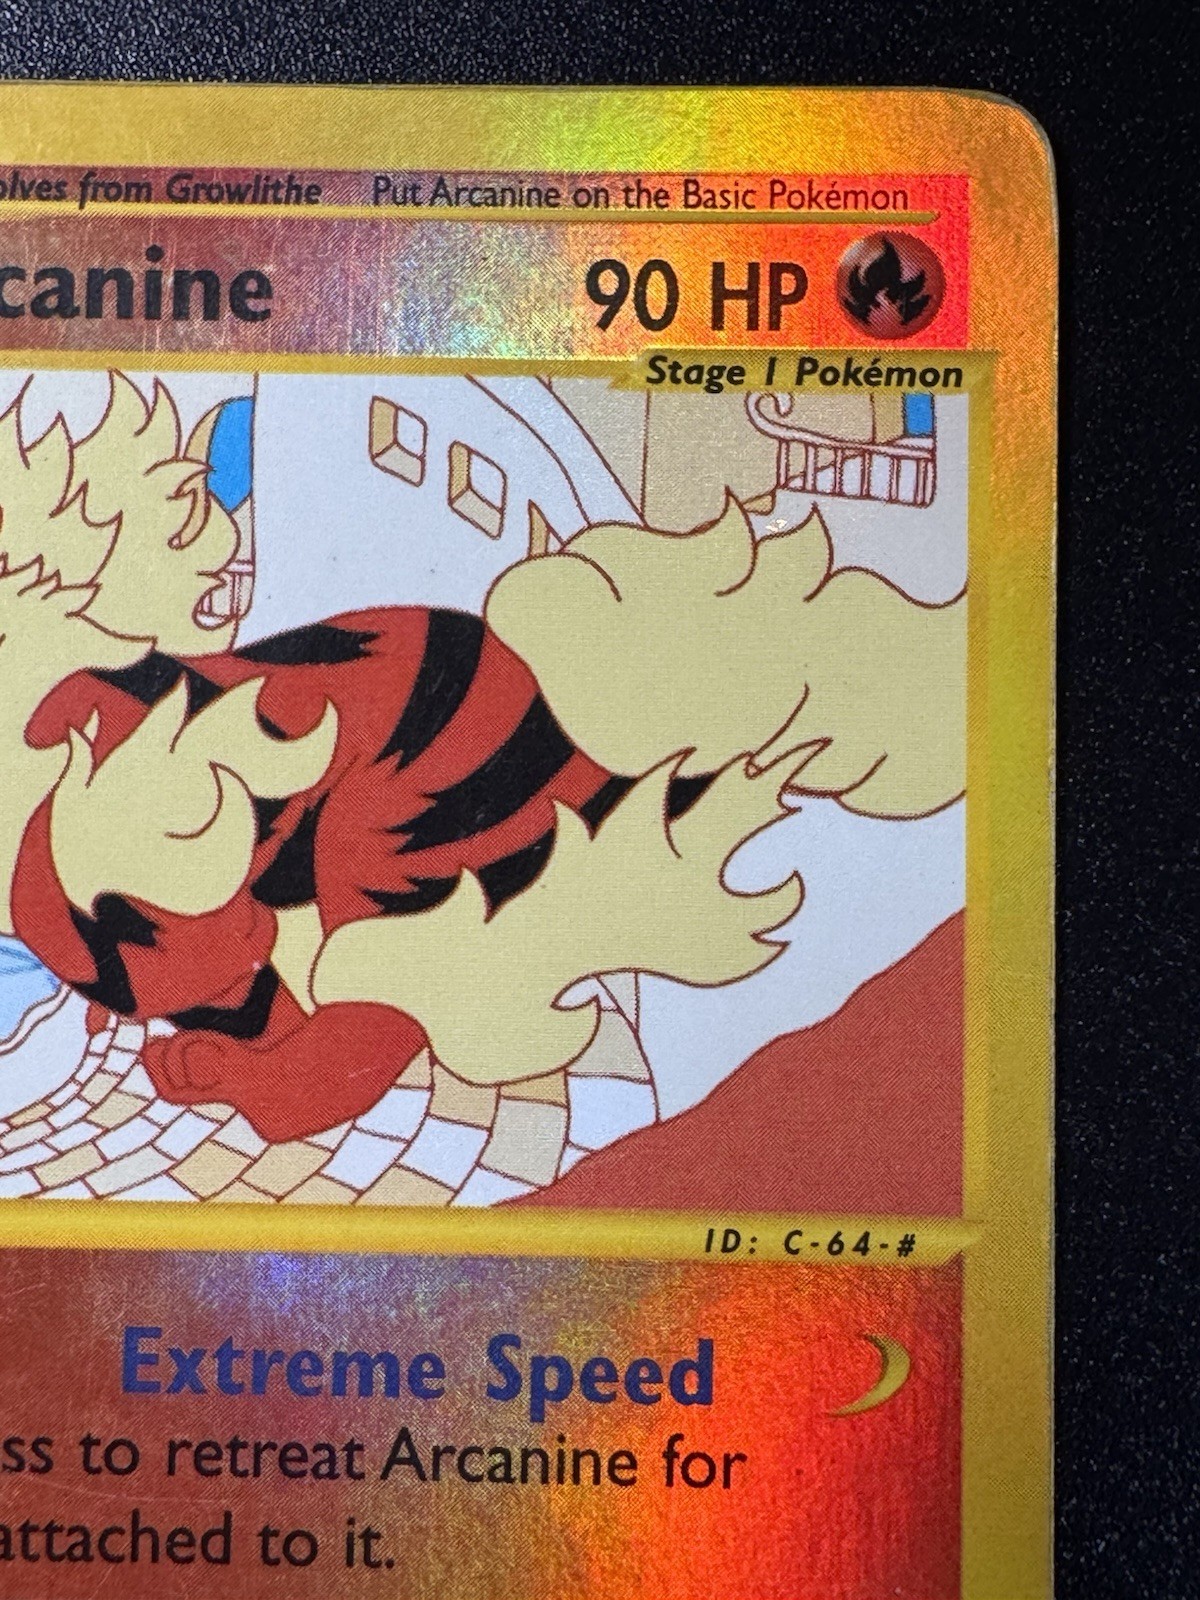 olves from Growlithe Put Arcanine on the Basic Pokémon
canine 90 HP
Stage 1 Pokémon
ID: C-64-#
Extreme Speed
ss to retreat Arcanine for
attached to it.